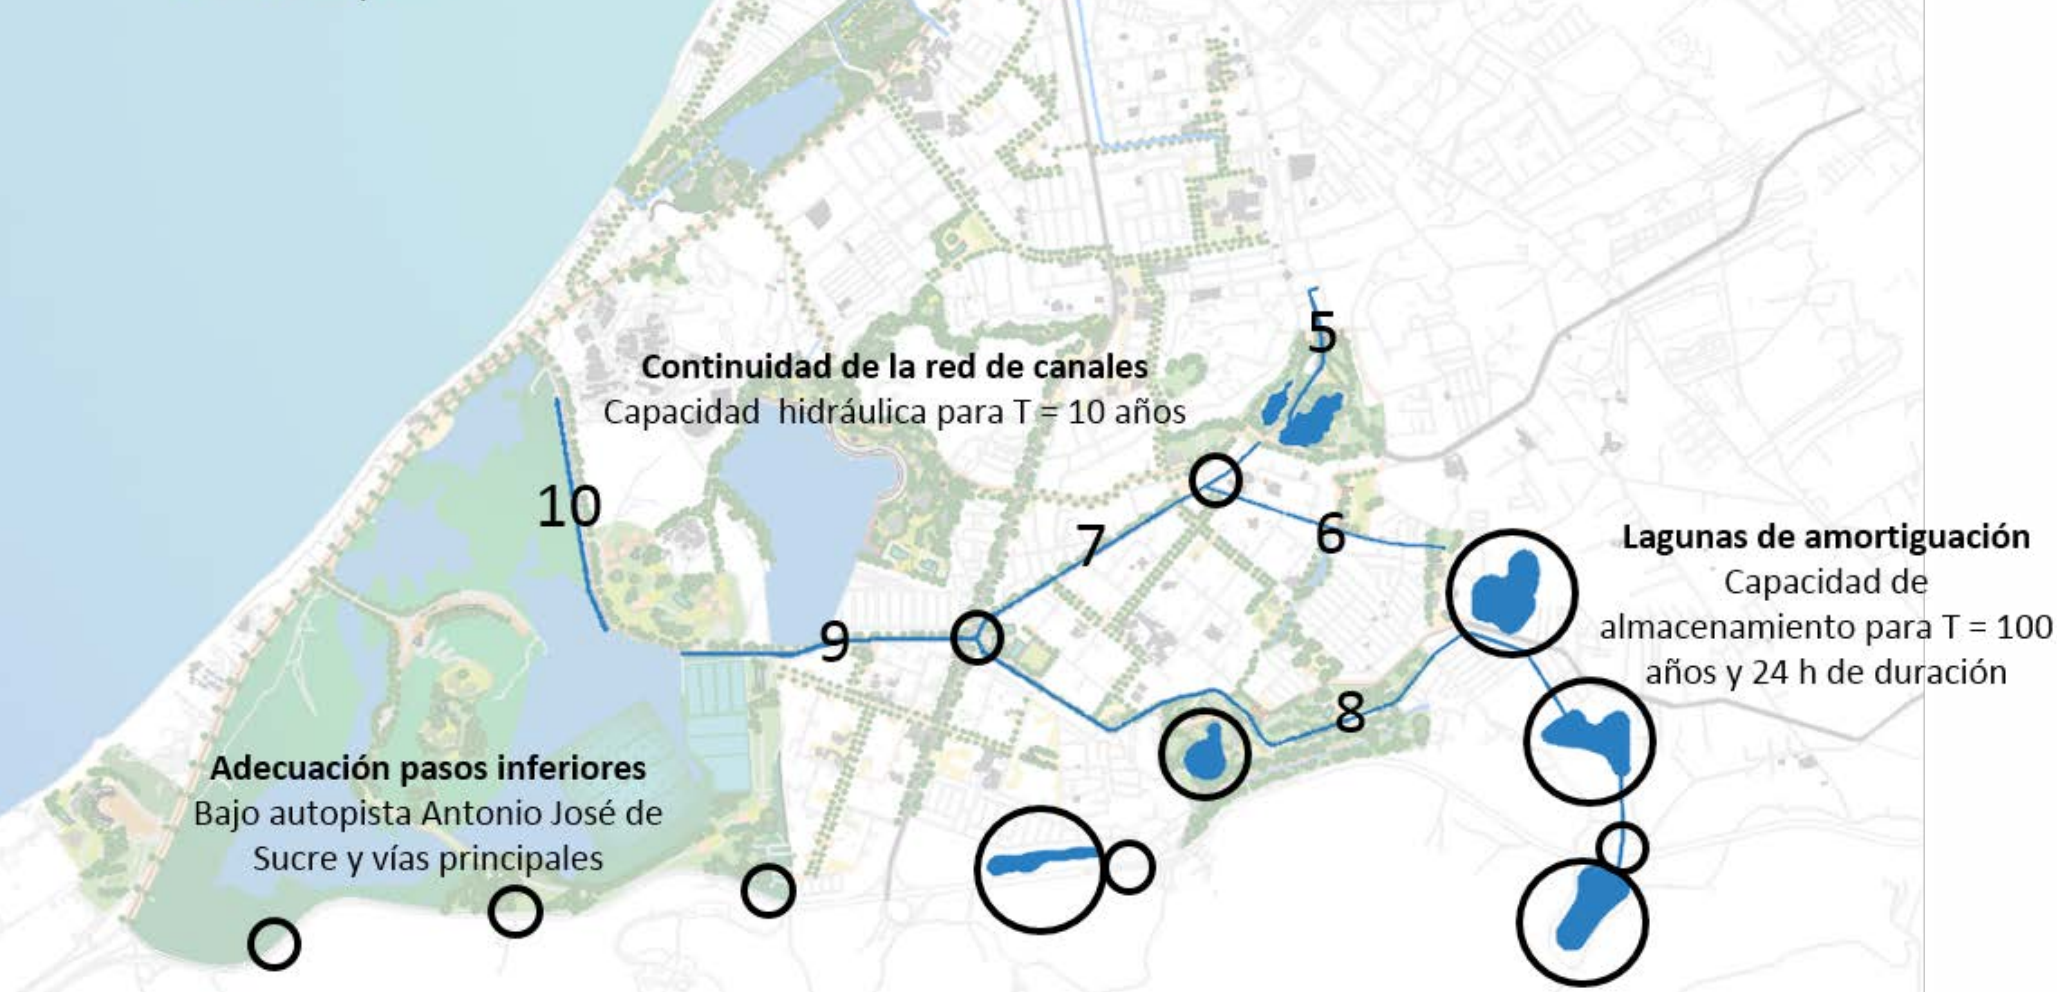 5
Continuidad de la red de canales
Capacidad hidráulica para T = 10 años
10
7
6
Lagunas de amortiguación
Capacidad de
almacenamiento para T = 100
años y 24 h de duración
9
8
Adecuación pasos inferiores
Bajo autopista Antonio José de
Sucre y vías principales